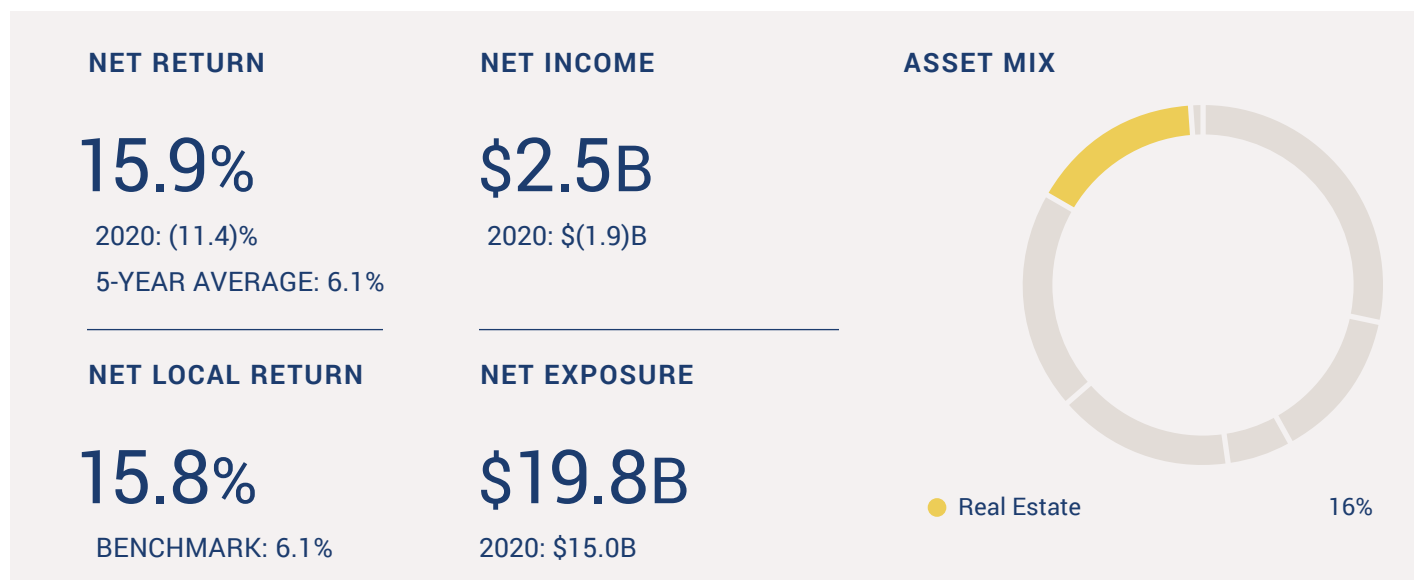 NET RETURN
15.9%
2020: (11.4)%
5-YEAR AVERAGE: 6.1%
NET INCOME
$2.5B
2020: $(1.9)B
NET LOCAL RETURN
15.8%
BENCHMARK: 6.1%
NET EXPOSURE
$19.8B
2020: $15.0B
ASSET MIX
Real Estate 16%